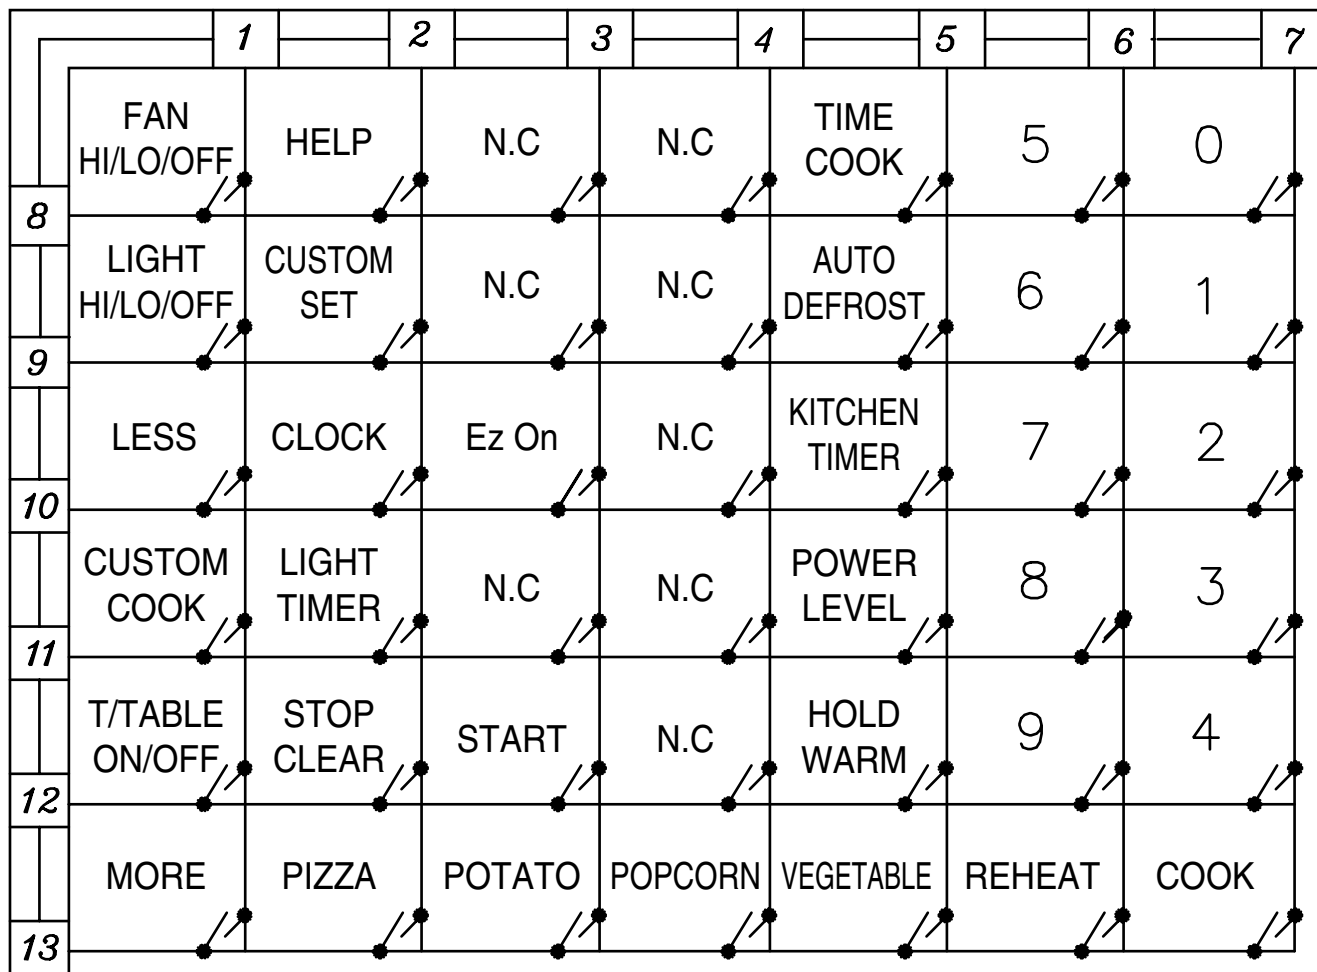 1 2 3 4 5 6 7
FAN HELP N.C N.C TIME 5 0
HI/LO/OFF COOK
8
LIGHT CUSTOM N.C N.C AUTO 6 1
HI/LO/OFF SET DEFROST
9
LESS CLOCK Ez On N.C KITCHEN 7 2
TIMER
10
CUSTOM LIGHT N.C N.C POWER 8 3
COOK TIMER LEVEL
11
T/TABLE STOP START N.C HOLD 9 4
ON/OFF CLEAR WARM
12
MORE PIZZA POTATO POPCORN VEGETABLE REHEAT COOK
13